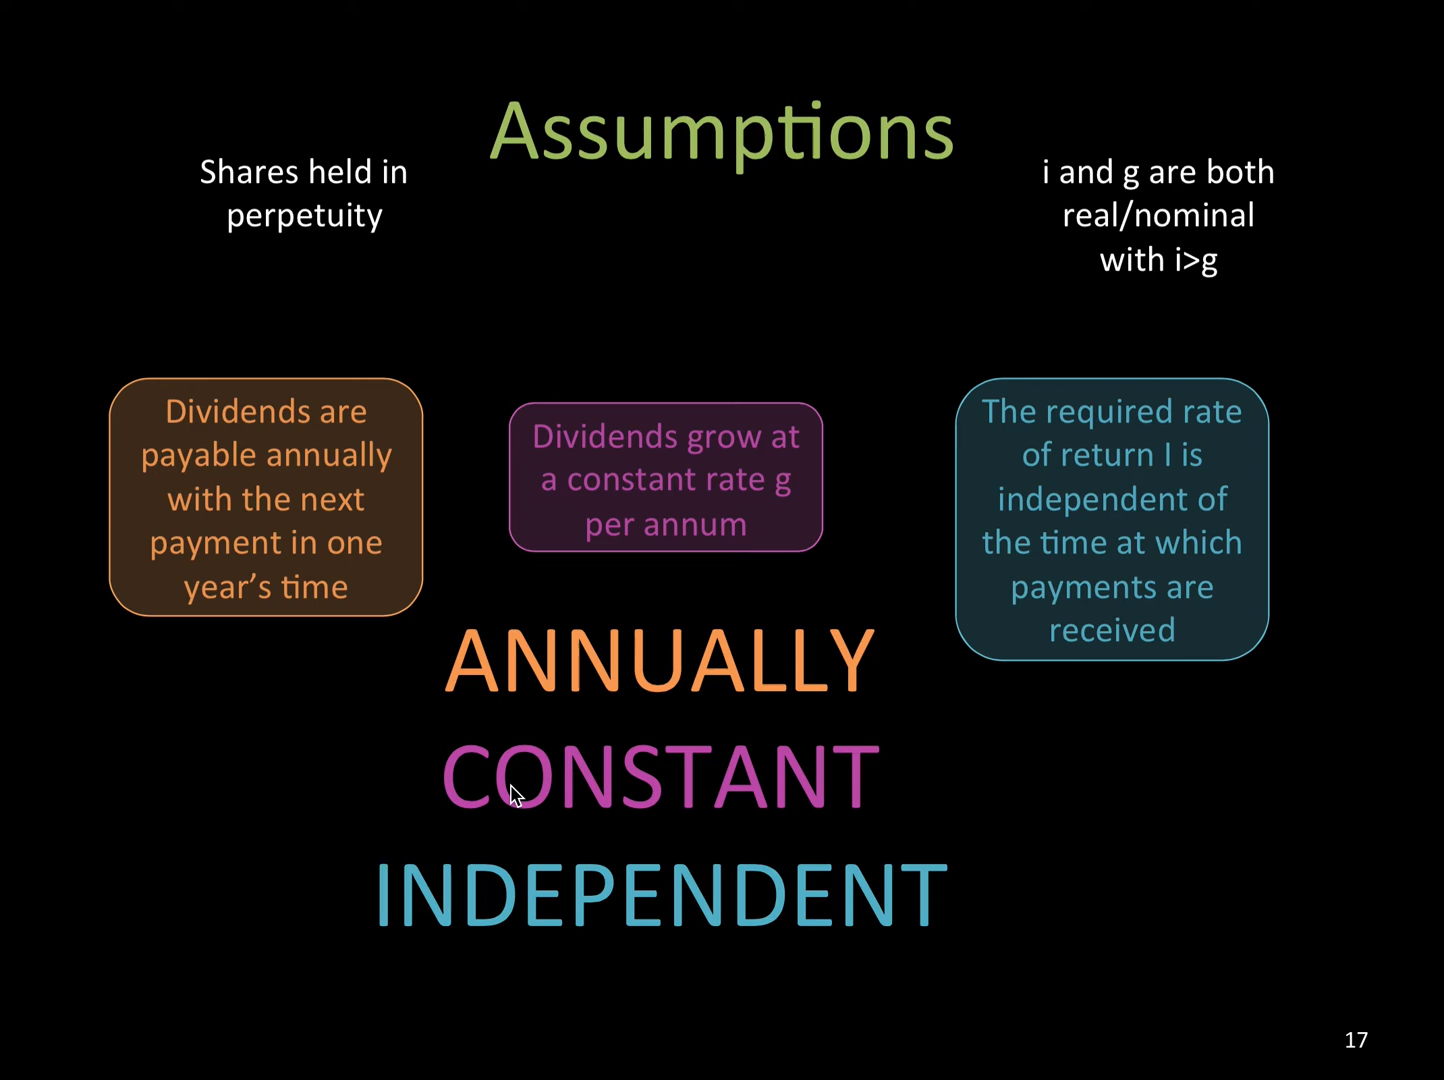 Assumptions
Shares held in
perpetuity
i and g are both
real/nominal
with i>g
Dividends are
payable annually
with the next
payment in one
year’s time
Dividends grow at
a constant rate g
per annum
The required rate
of return I is
independent of
the time at which
payments are
received
ANNUALLY
CONSTANT
INDEPENDENT
17